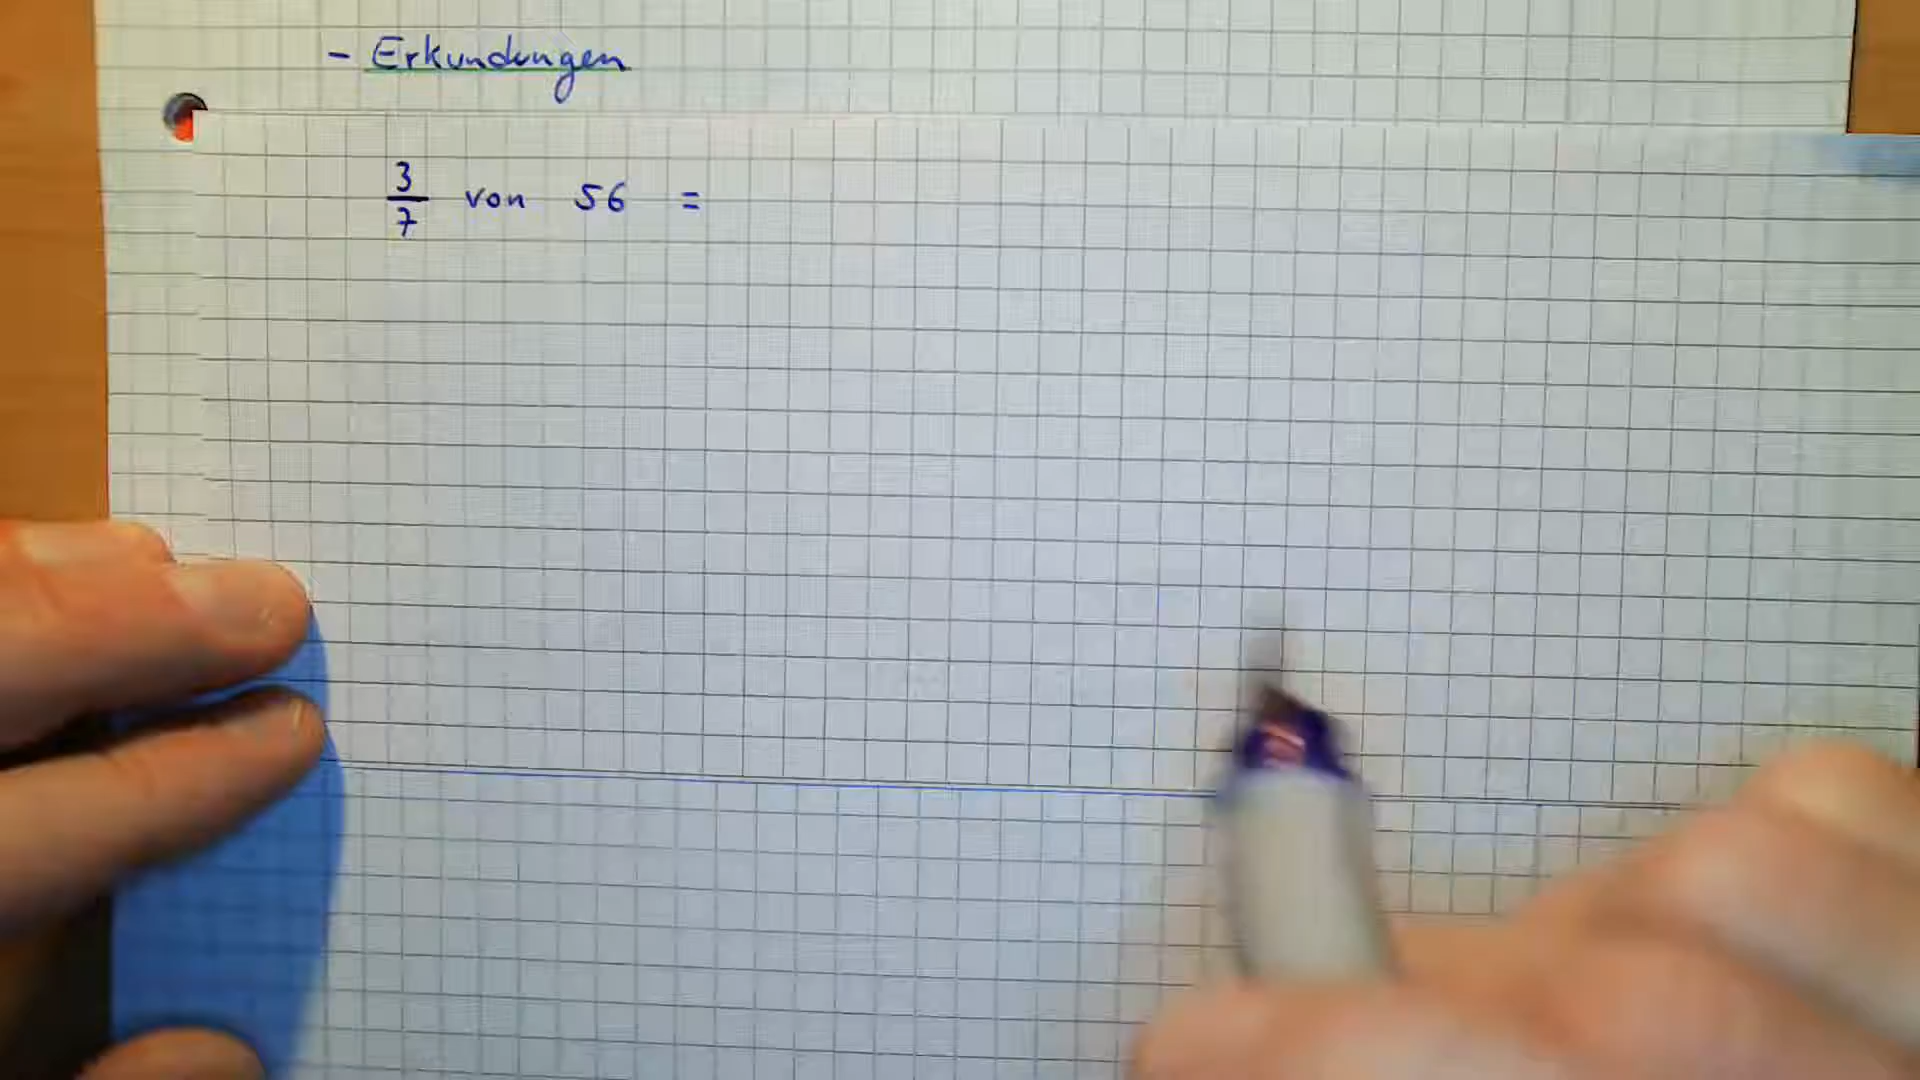 - Erkundungen
3/7 von 56 =